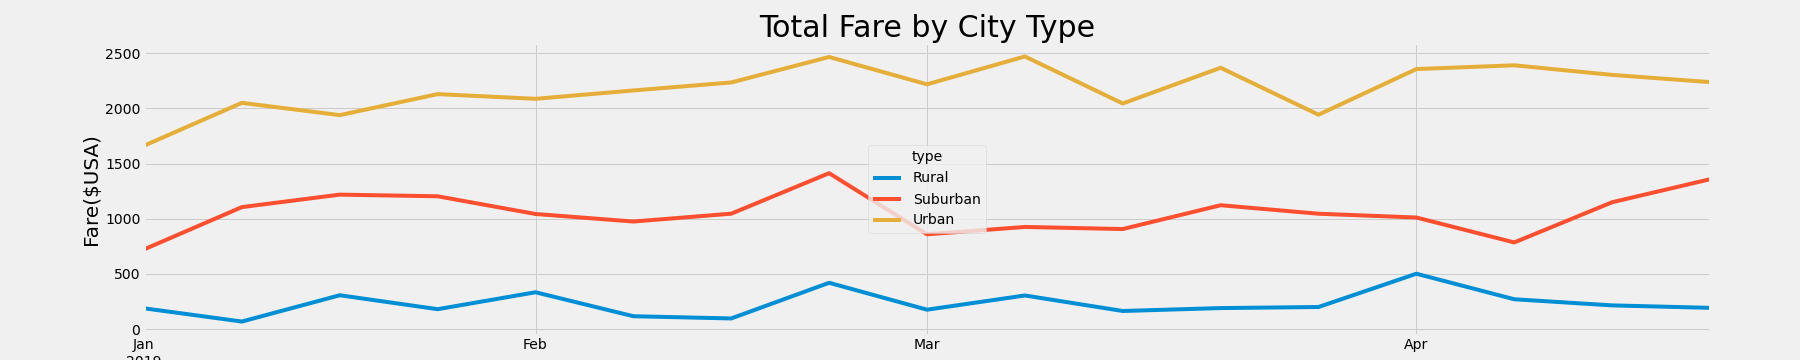 Total Fare by City Type
Fare($USA)
2500
2000
1500
1000
500
0
type
Rural
Suburban
Urban
Jan
Feb
Mar
Apr
2019